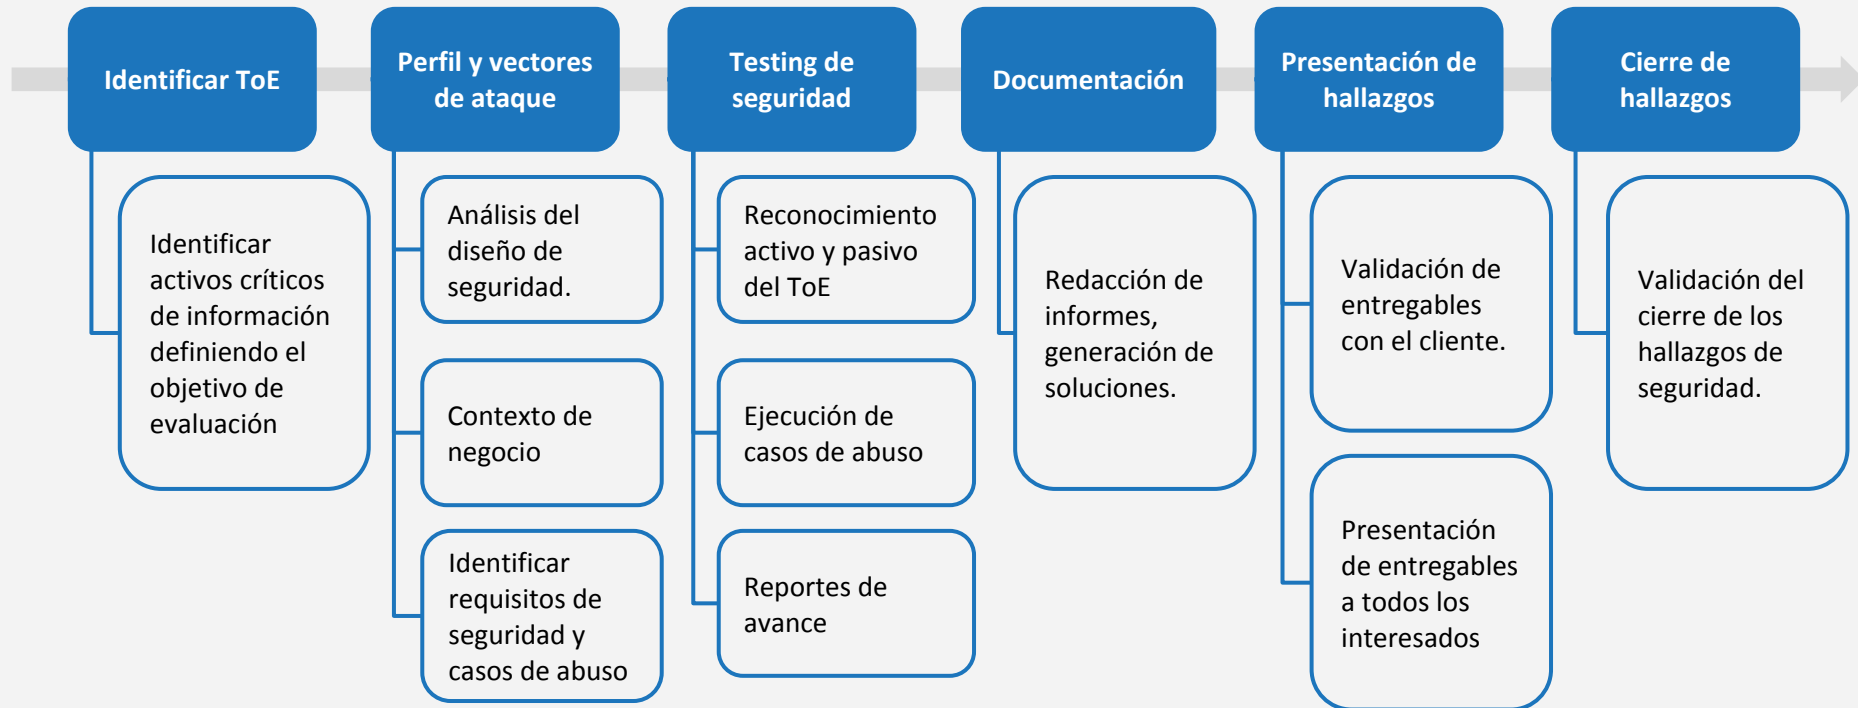 Identificar ToE
Perfil y vectores
de ataque
Testing de
seguridad
Documentación
Presentación de
hallazgos
Cierre de
hallazgos
Identificar
activos críticos
de información
definiendo el
objetivo de
evaluación
Análisis del
diseño de
seguridad.
Contexto de
negocio
Identificar
requisitos de
seguridad y
casos de abuso
Reconocimiento
activo y pasivo
del ToE
Ejecución de
casos de abuso
Reportes de
avance
Redacción de
informes,
generación de
soluciones.
Validación de
entregables
con el cliente.
Presentación
de entregables
a todos los
interesados
Validación del
cierre de los
hallazgos de
seguridad.